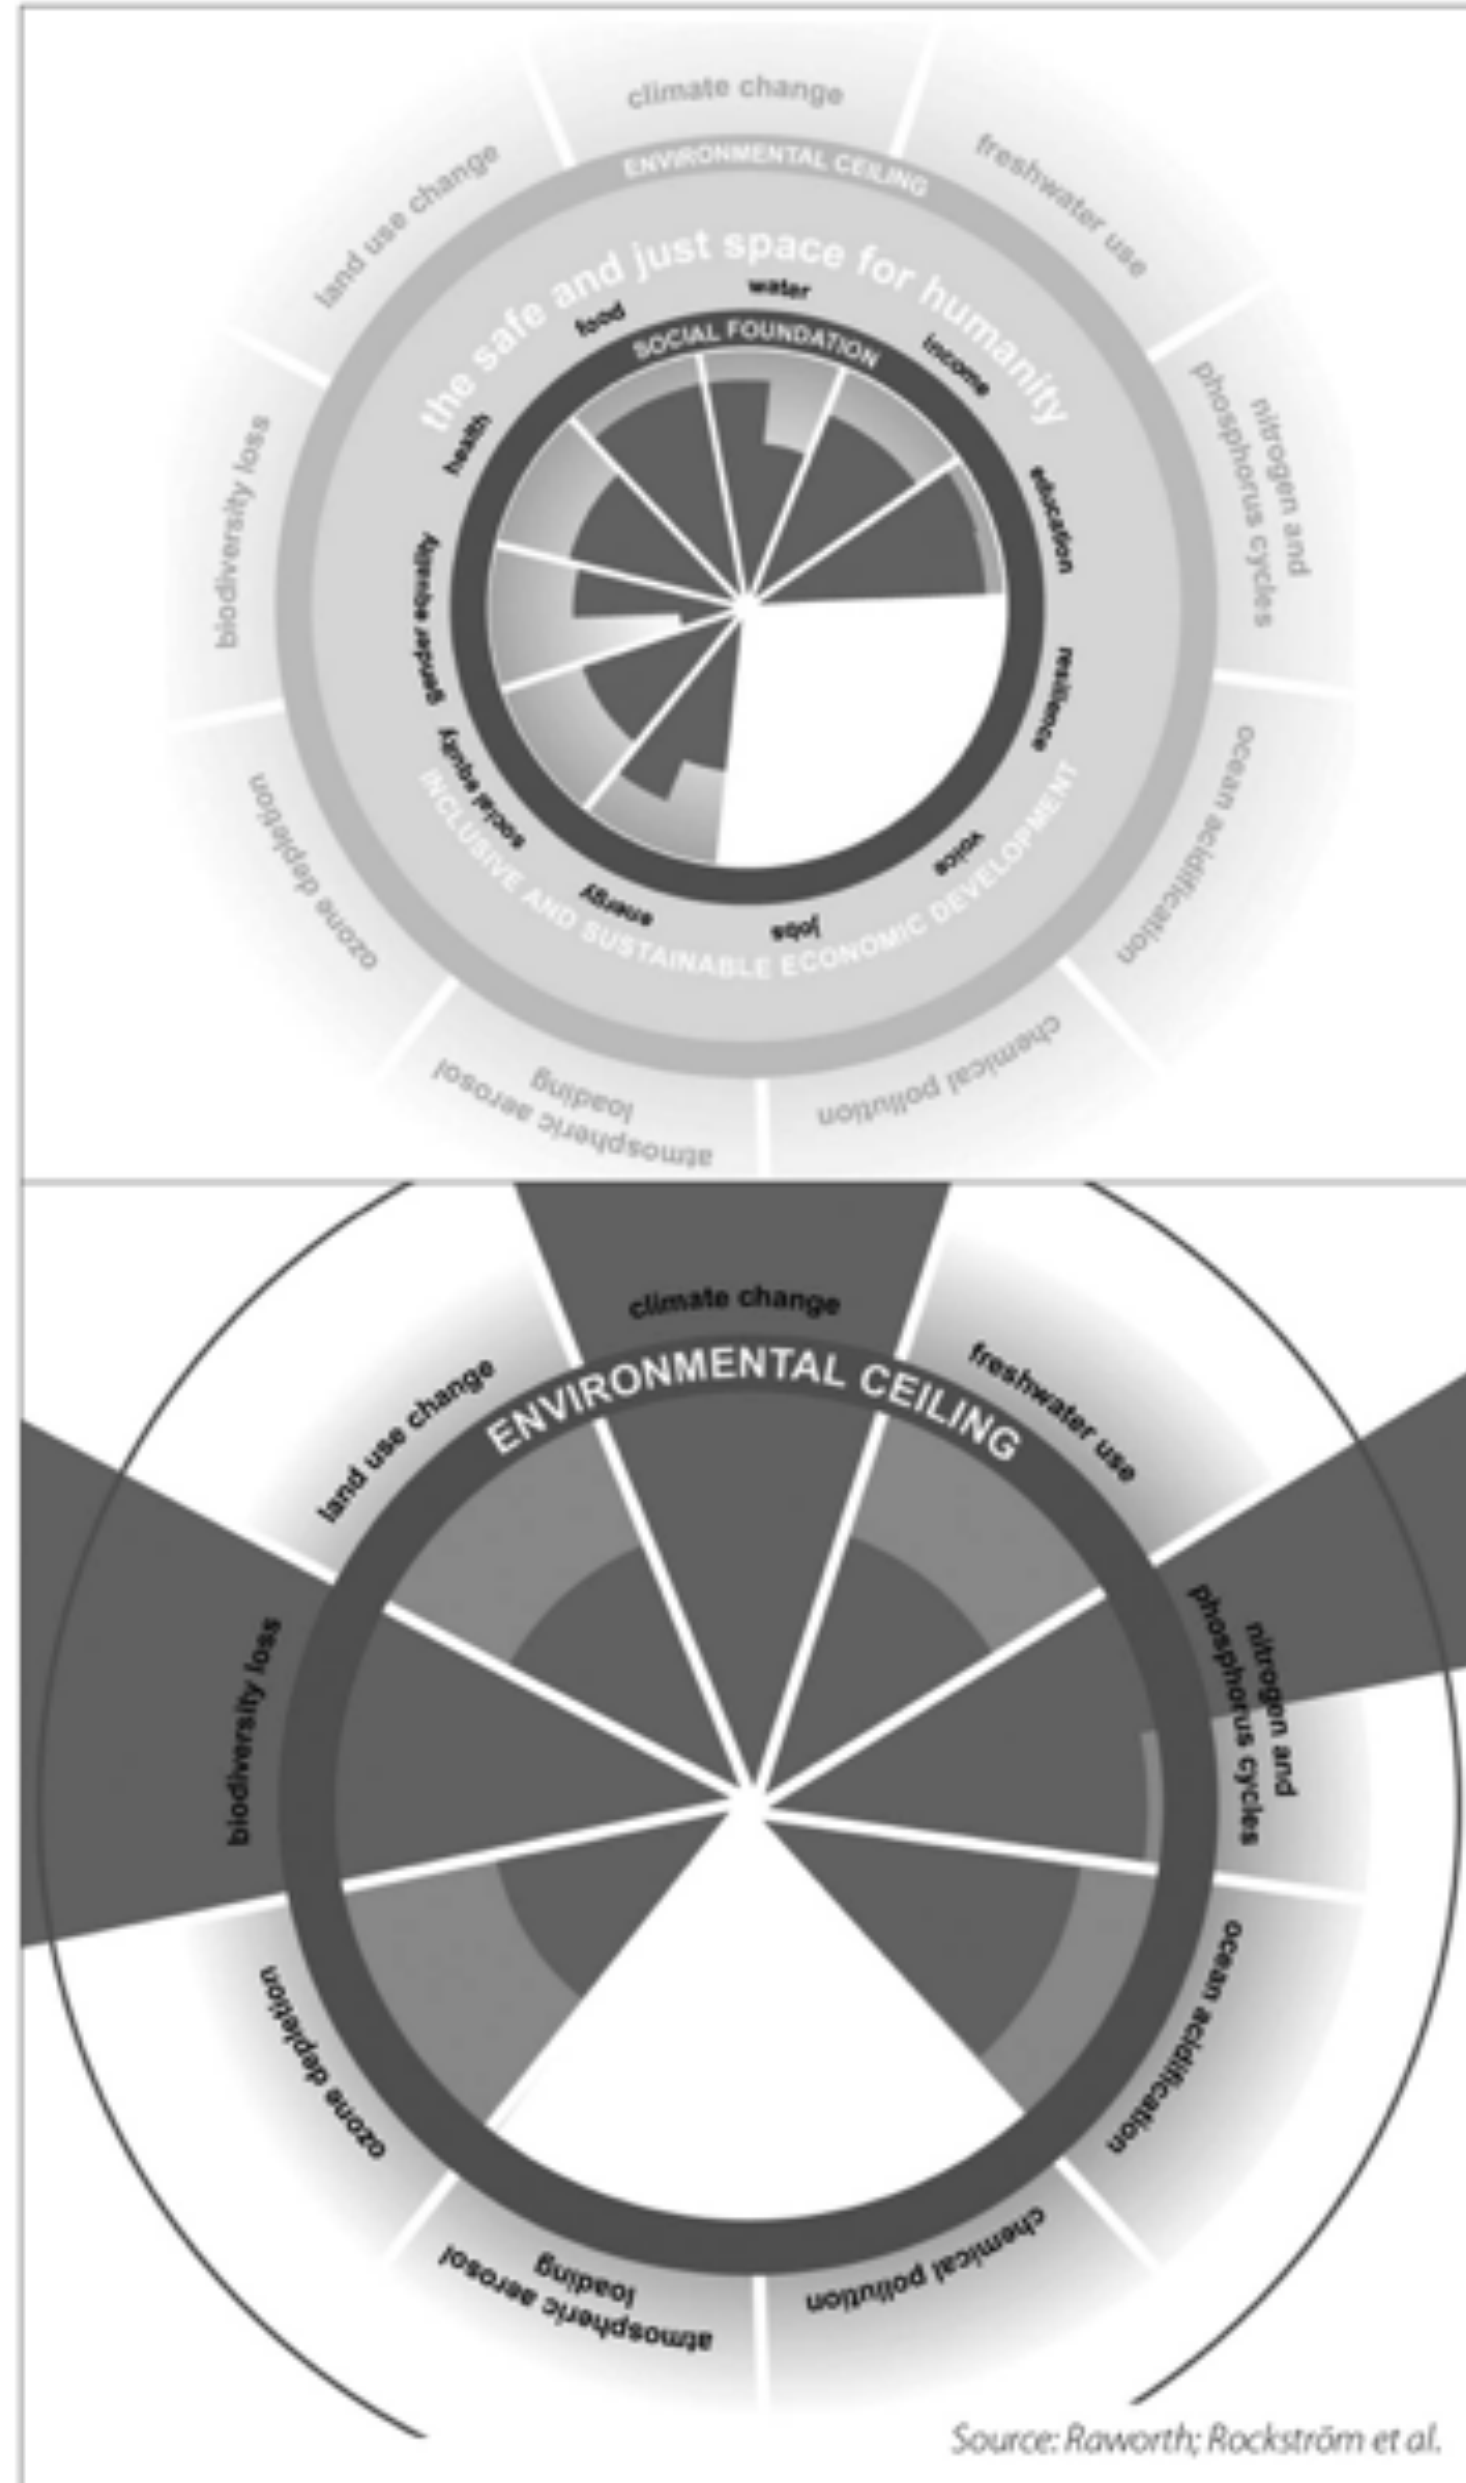 climate change
ENVIRONMENTAL CEILING
land use change
freshwater use
the safe and just space for humanity
water
food
SOCIAL FOUNDATION
income
health
nitrogen and
phosphorus cycles
biodiversity loss
education
Gender equality
resilience
social equity
ocean acidification
ozone depletion
INCLUSIVE AND SUSTAINABLE ECONOMIC DEVELOPMENT
voice
energy
jobs
chemical pollution
atmospheric aerosol
loading
climate change
ENVIRONMENTAL CEILING
land use change
freshwater use
nitrogen and
phosphorus cycles
biodiversity loss
ocean acidification
ozone depletion
chemical pollution
atmospheric aerosol
loading
Source: Raworth; Rockström et al.